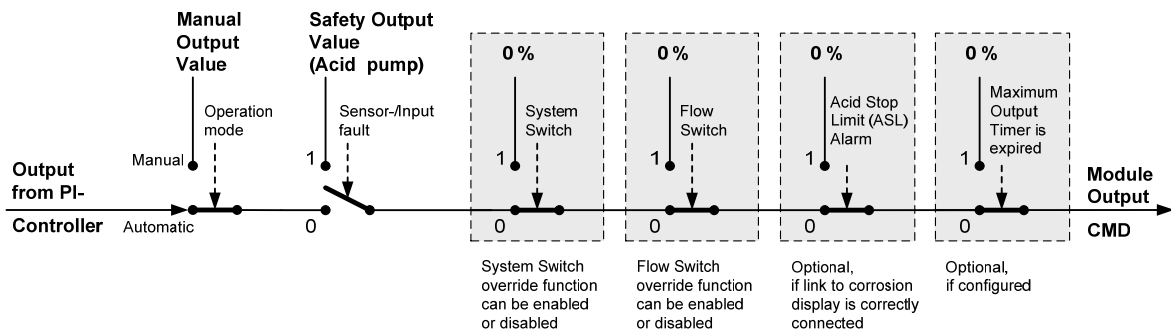 Manual
Output
Value
Safety Output
Value
(Acid pump)
0 %
0 %
0 %
0 %
Operation
mode
Sensor-/Input
fault
System
Switch
Flow
Switch
Acid Stop
Limit (ASL)
Alarm
Maximum
Output
Timer is
expired
Manual
1
1
1
1
1
Output
from PI-
Controller
Automatic
0
0
0
0
0
Module
Output
CMD
System Switch
override function
can be enabled
or disabled
Flow Switch
override function
can be enabled
or disabled
Optional,
if link to corrosion
display is correctly
connected
Optional,
if configured